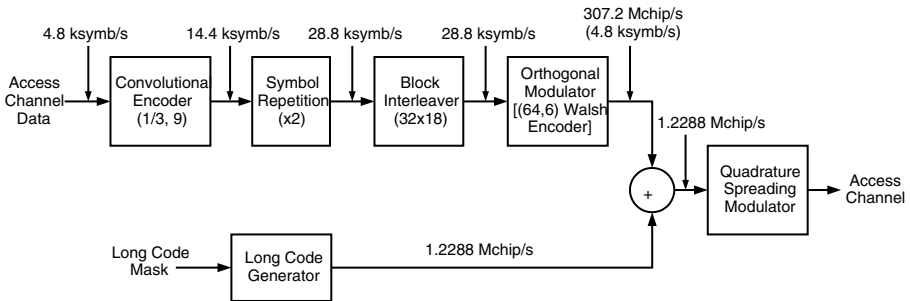 4.8 ksymb/s
14.4 ksymb/s
28.8 ksymb/s
28.8 ksymb/s
307.2 Mchip/s
(4.8 ksymb/s)
Access
Channel
Data
Convolutional
Encoder
(1/3, 9)
Symbol
Repetition
(x2)
Block
Interleaver
(32x18)
Orthogonal
Modulator
[(64,6) Walsh
Encoder]
1.2288 Mchip/s
+
Quadrature
Spreading
Modulator
Access
Channel
Long Code
Mask
Long Code
Generator
1.2288 Mchip/s